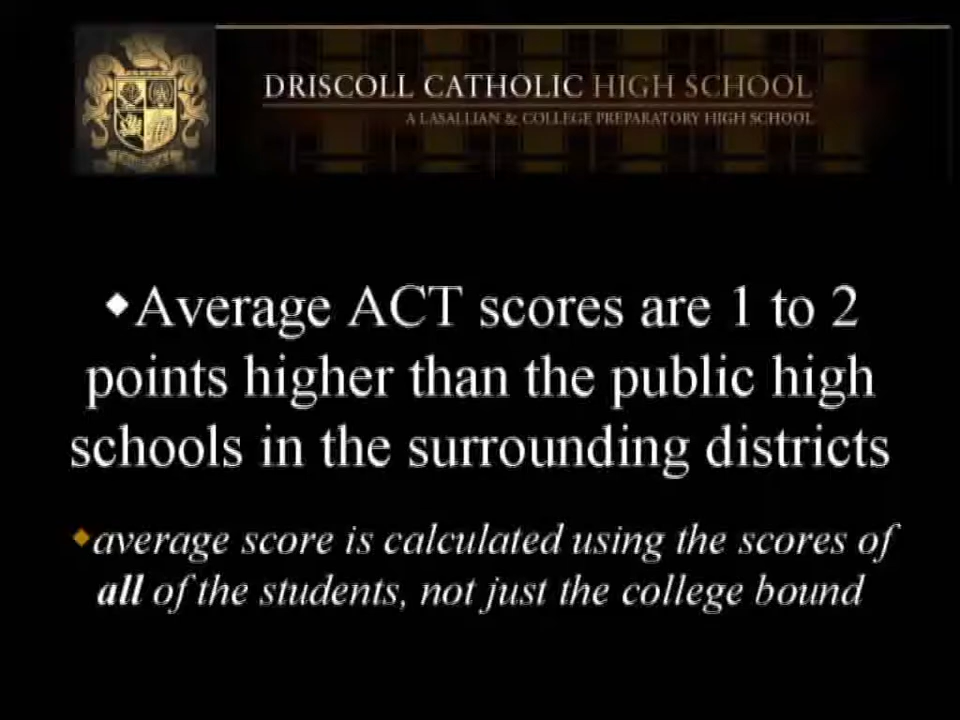 DRISCOLL CATHOLIC HIGH SCHOOL
A LASALLIAN & COLLEGE PREPARATORY HIGH SCHOOL
◆Average ACT scores are 1 to 2
points higher than the public high
schools in the surrounding districts
◆average score is calculated using the scores of
all of the students, not just the college bound